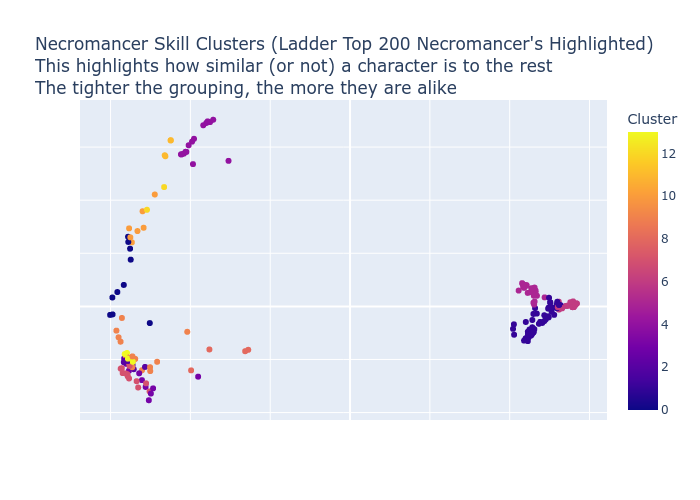 Necromancer Skill Clusters (Ladder Top 200 Necromancer's Highlighted)
This highlights how similar (or not) a character is to the rest
The tighter the grouping, the more they are alike
Cluster
12
10
8
6
4
2
0